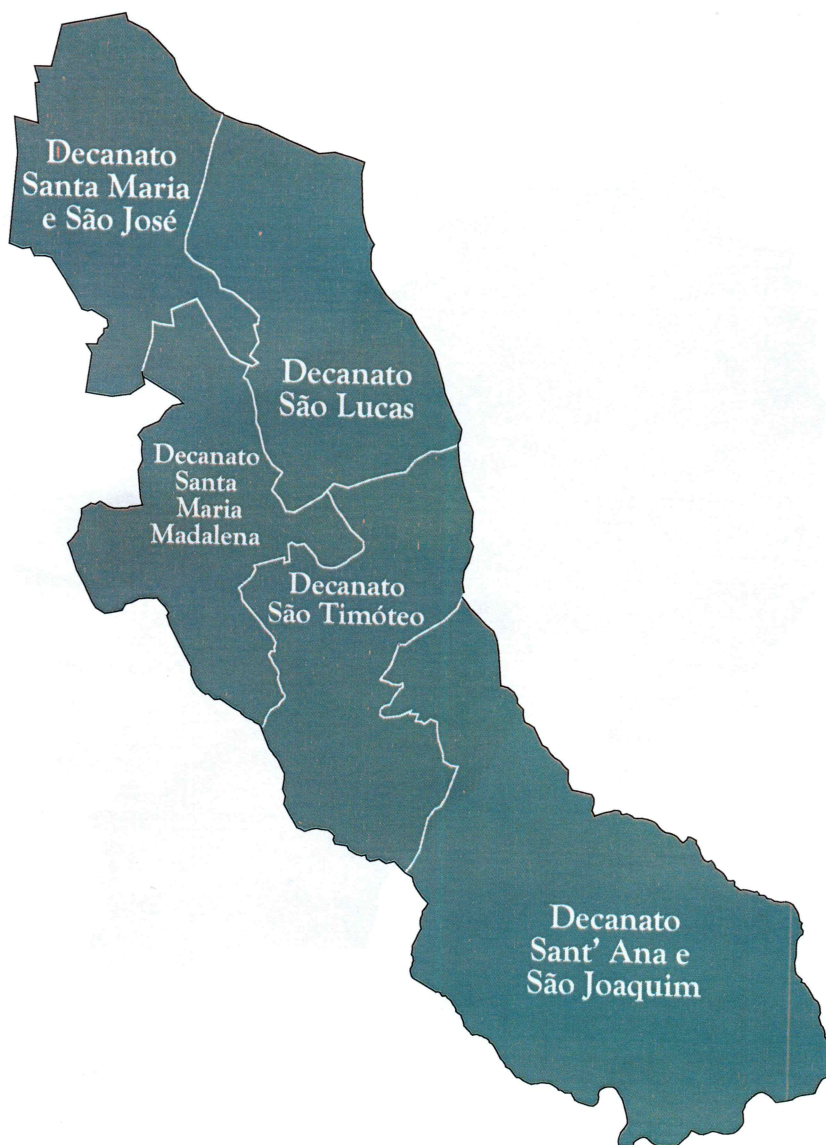 Decanato
Santa Maria
e São José
Decanato
São Lucas
Decanato
Santa
Maria
Madalena
Decanato
São Timóteo
Decanato
Sant' Ana e
São Joaquim